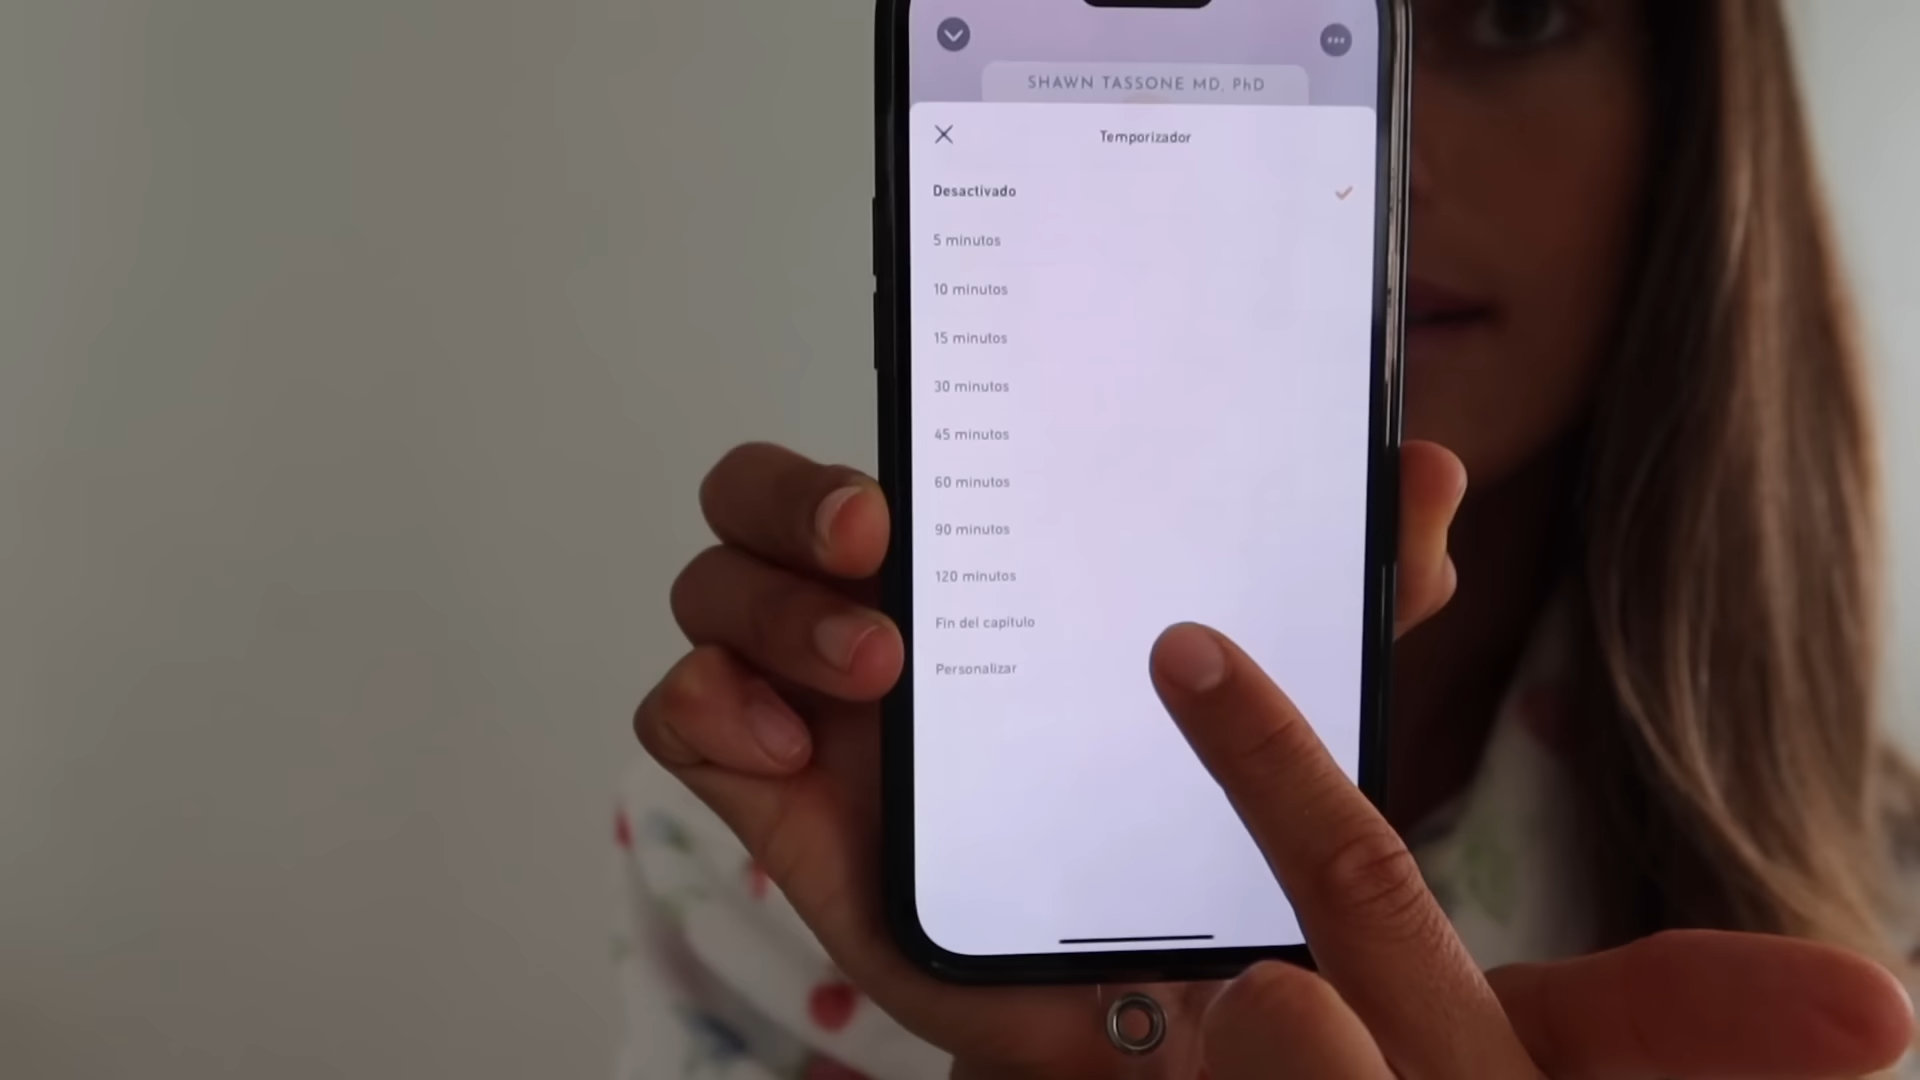 SHAWN TASSONE MD, PhD
Temporizador
Desactivado
5 minutos
10 minutos
15 minutos
30 minutos
45 minutos
60 minutos
90 minutos
120 minutos
Fin del capítulo
Personalizar